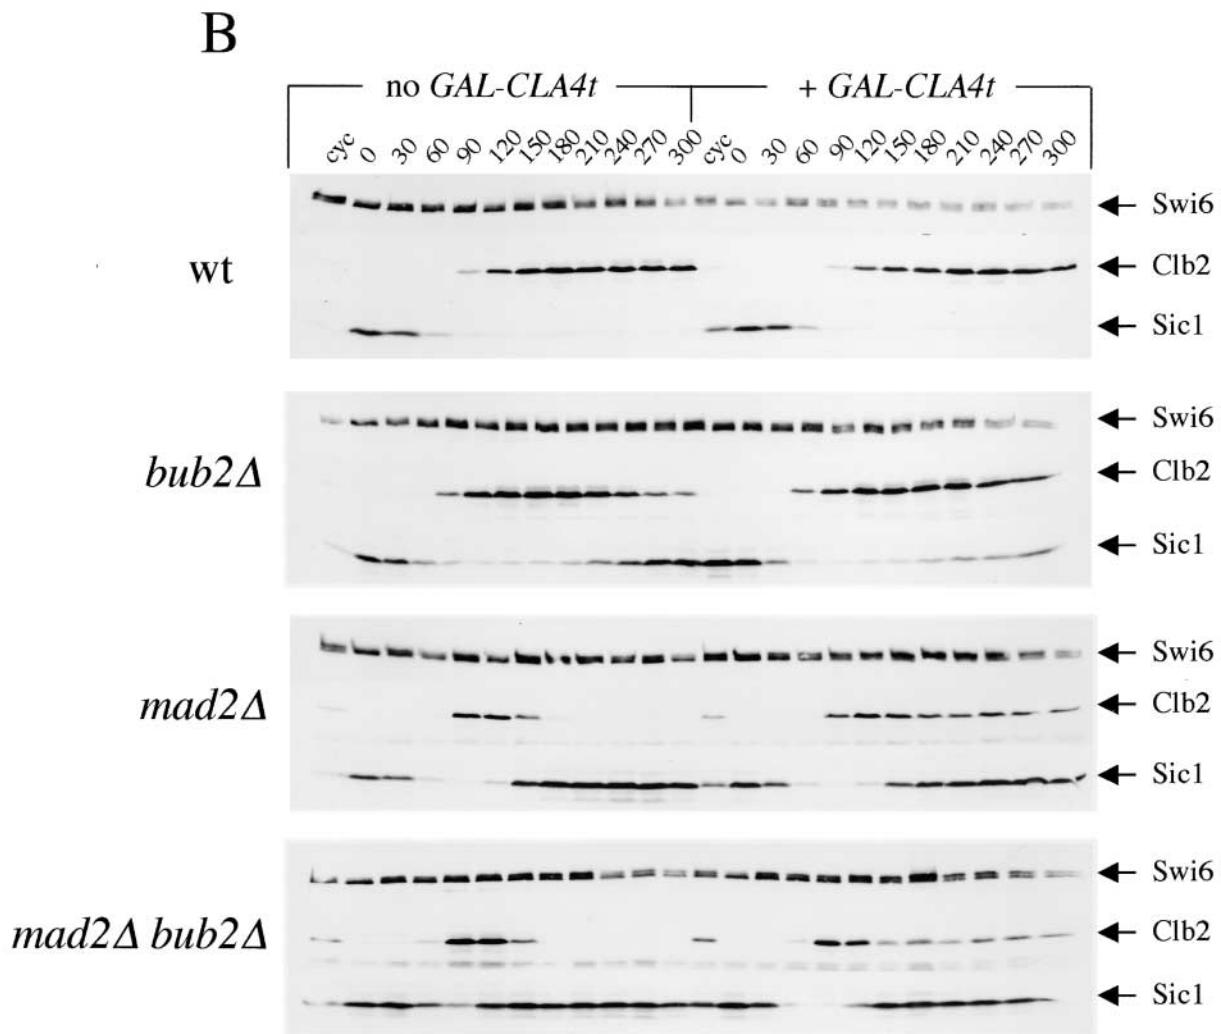 B
no GAL-CLA4t + GAL-CLA4t
cyc 0 30 60 90 120 150 180 210 240 270 300 cyc 0 30 60 90 120 150 180 210 240 270 300
Swi6
wt
Clb2
Sic1
Swi6
bub2Δ
Clb2
Sic1
Swi6
mad2Δ
Clb2
Sic1
Swi6
mad2Δ bub2Δ
Clb2
Sic1